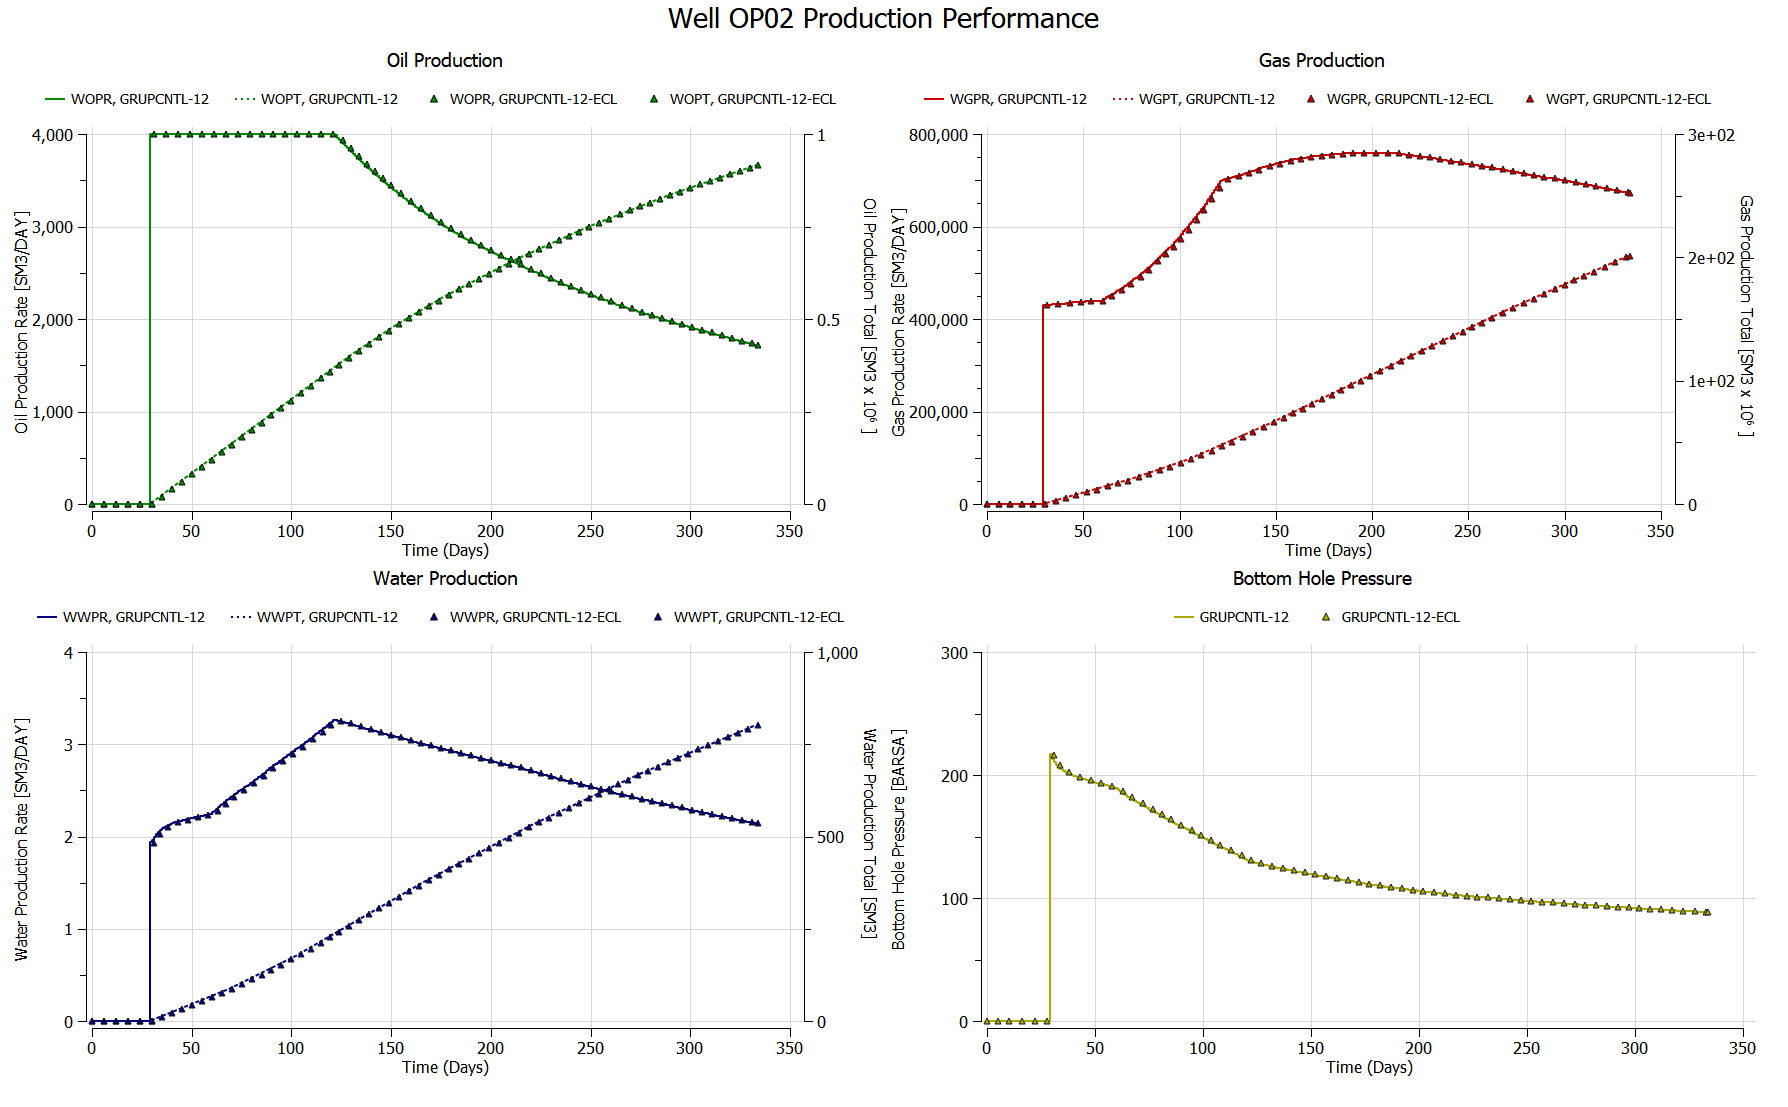 Well OP02 Production Performance
Oil Production
WOPR, GRUPCNTL-12 WOPT, GRUPCNTL-12 WOPR, GRUPCNTL-12-ECL WOPT, GRUPCNTL-12-ECL
Oil Production Rate [SM3/DAY]
4,000
3,000
2,000
1,000
0
1
0.5
0
Oil Production Total [SM3 x 10⁶ ]
0 50 100 150 200 250 300 350
Time (Days)
Gas Production
WGPR, GRUPCNTL-12 WGPT, GRUPCNTL-12 WGPR, GRUPCNTL-12-ECL WGPT, GRUPCNTL-12-ECL
Gas Production Rate [SM3/DAY]
800,000
600,000
400,000
200,000
0
3e+02
2e+02
1e+02
0
Gas Production Total [SM3 x 10⁶ ]
0 50 100 150 200 250 300 350
Time (Days)
Water Production
WWPR, GRUPCNTL-12 WWPT, GRUPCNTL-12 WWPR, GRUPCNTL-12-ECL WWPT, GRUPCNTL-12-ECL
Water Production Rate [SM3/DAY]
4
3
2
1
0
1,000
500
0
Water Production Total [SM3]
0 50 100 150 200 250 300 350
Time (Days)
Bottom Hole Pressure
GRUPCNTL-12 GRUPCNTL-12-ECL
Bottom Hole Pressure [BARSA]
300
200
100
0
0 50 100 150 200 250 300 350
Time (Days)